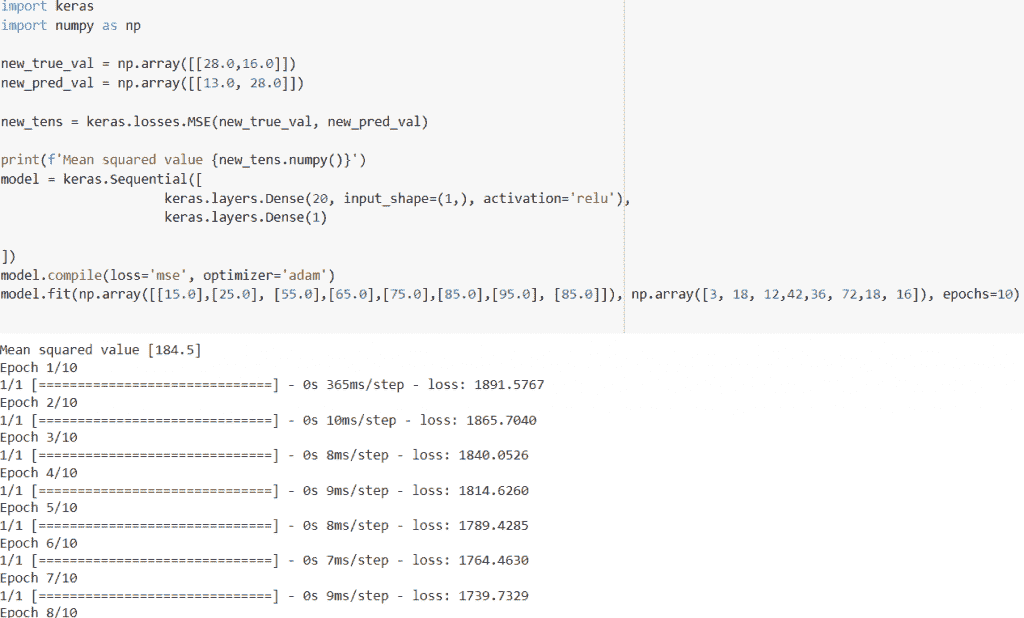 import keras
import numpy as np
new_true_val = np.array([[28.0,16.0]])
new_pred_val = np.array([[13.0, 28.0]])
new_tens = keras.losses.MSE(new_true_val, new_pred_val)
print(f'Mean squared value {new_tens.numpy()}')
model = keras.Sequential([
keras.layers.Dense(20, input_shape=(1,), activation='relu'),
keras.layers.Dense(1)
])
model.compile(loss='mse', optimizer='adam')
model.fit(np.array([[15.0],[25.0], [55.0],[65.0],[75.0],[85.0],[95.0], [85.0]]), np.array([3, 18, 12,42,36, 72,18, 16]), epochs=10)
Mean squared value [184.5]
Epoch 1/10
1/1 [==============================] - 0s 365ms/step - loss: 1891.5767
Epoch 2/10
1/1 [==============================] - 0s 10ms/step - loss: 1865.7040
Epoch 3/10
1/1 [==============================] - 0s 8ms/step - loss: 1840.0526
Epoch 4/10
1/1 [==============================] - 0s 9ms/step - loss: 1814.6260
Epoch 5/10
1/1 [==============================] - 0s 8ms/step - loss: 1789.4285
Epoch 6/10
1/1 [==============================] - 0s 7ms/step - loss: 1764.4630
Epoch 7/10
1/1 [==============================] - 0s 9ms/step - loss: 1739.7329
Epoch 8/10